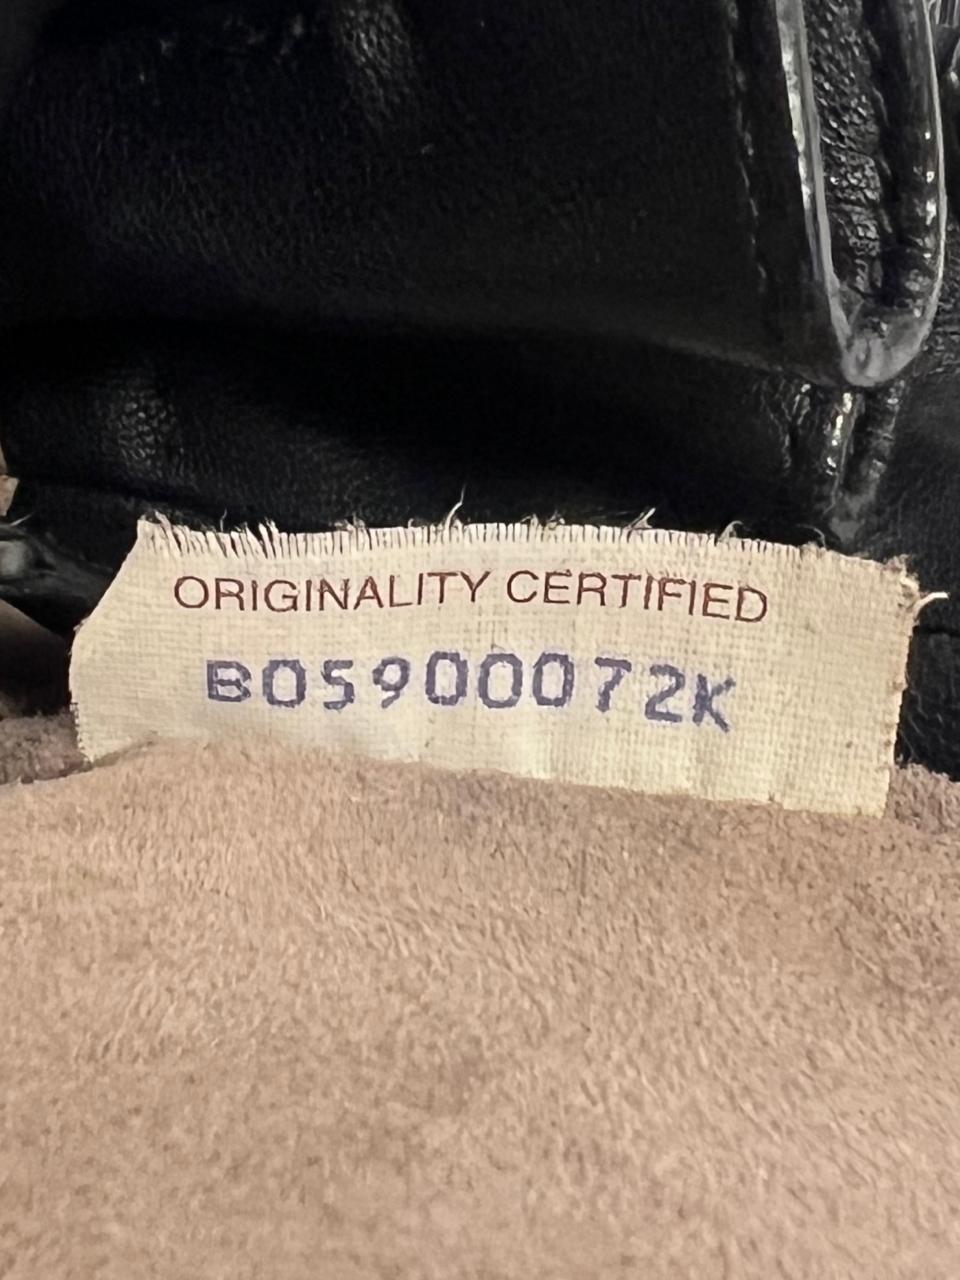 ORIGINALITY CERTIFIED
B05900072K